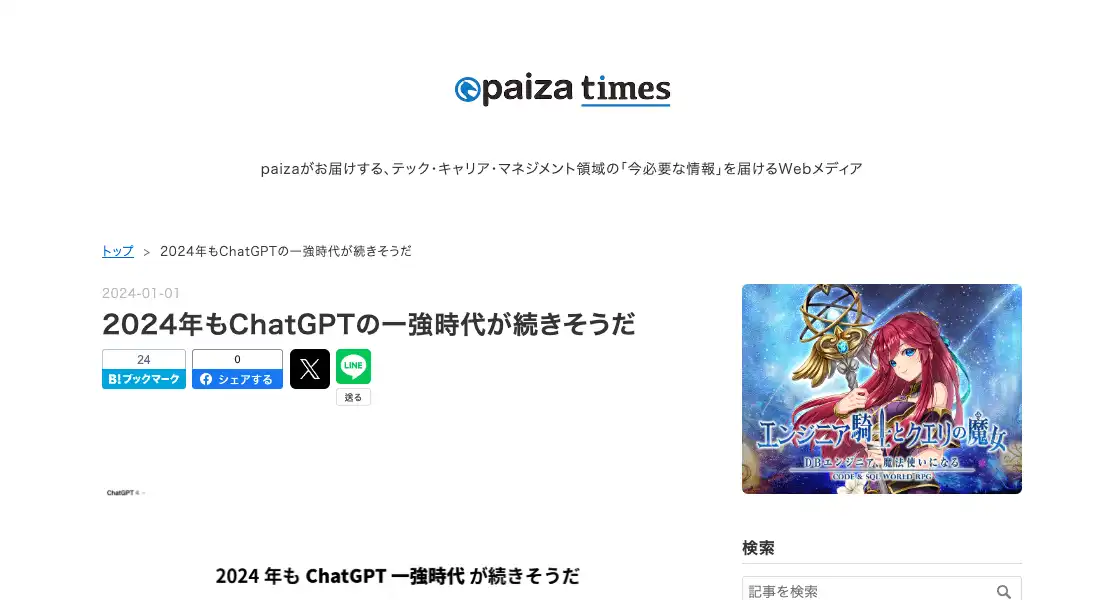 paiza times
paizaがお届けする、テック・キャリア・マネジメント領域の「今必要な情報」を届けるWebメディア
トップ > 2024年もChatGPTの一強時代が続きそうだ
2024-01-01
2024年もChatGPTの一強時代が続きそうだ
24
B!ブックマーク
0
シェアする
LINE
送る
エンジニア騎士とクエリの魔女
DBエンジニア、魔法使いになる
CODE & SQL WORLD RPG
ChatGPT 4
2024 年も ChatGPT 一強時代 が続きそうだ
検索
記事を検索